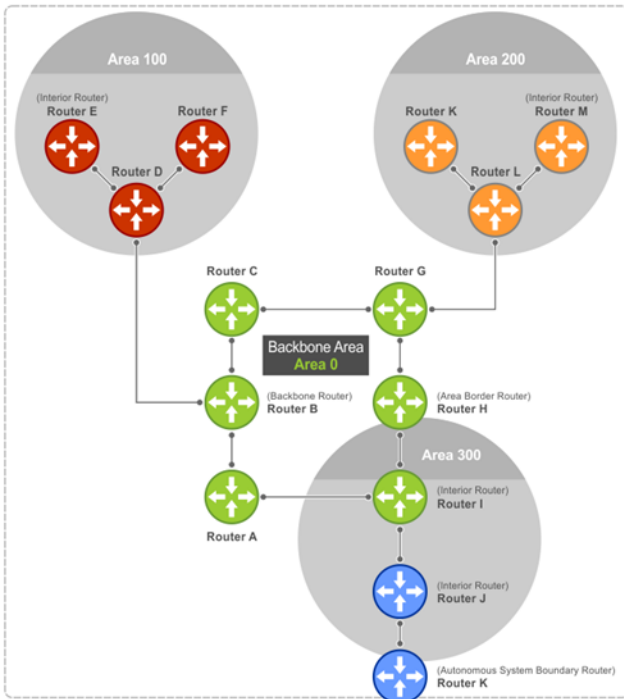 Area 100
(Interior Router)
Router E
Router F
Router D
Area 200
Router K
(Interior Router)
Router M
Router L
Router C
Router G
Backbone Area
Area 0
(Backbone Router)
Router B
(Area Border Router)
Router H
Area 300
Router A
(Interior Router)
Router I
(Interior Router)
Router J
(Autonomous System Boundary Router)
Router K